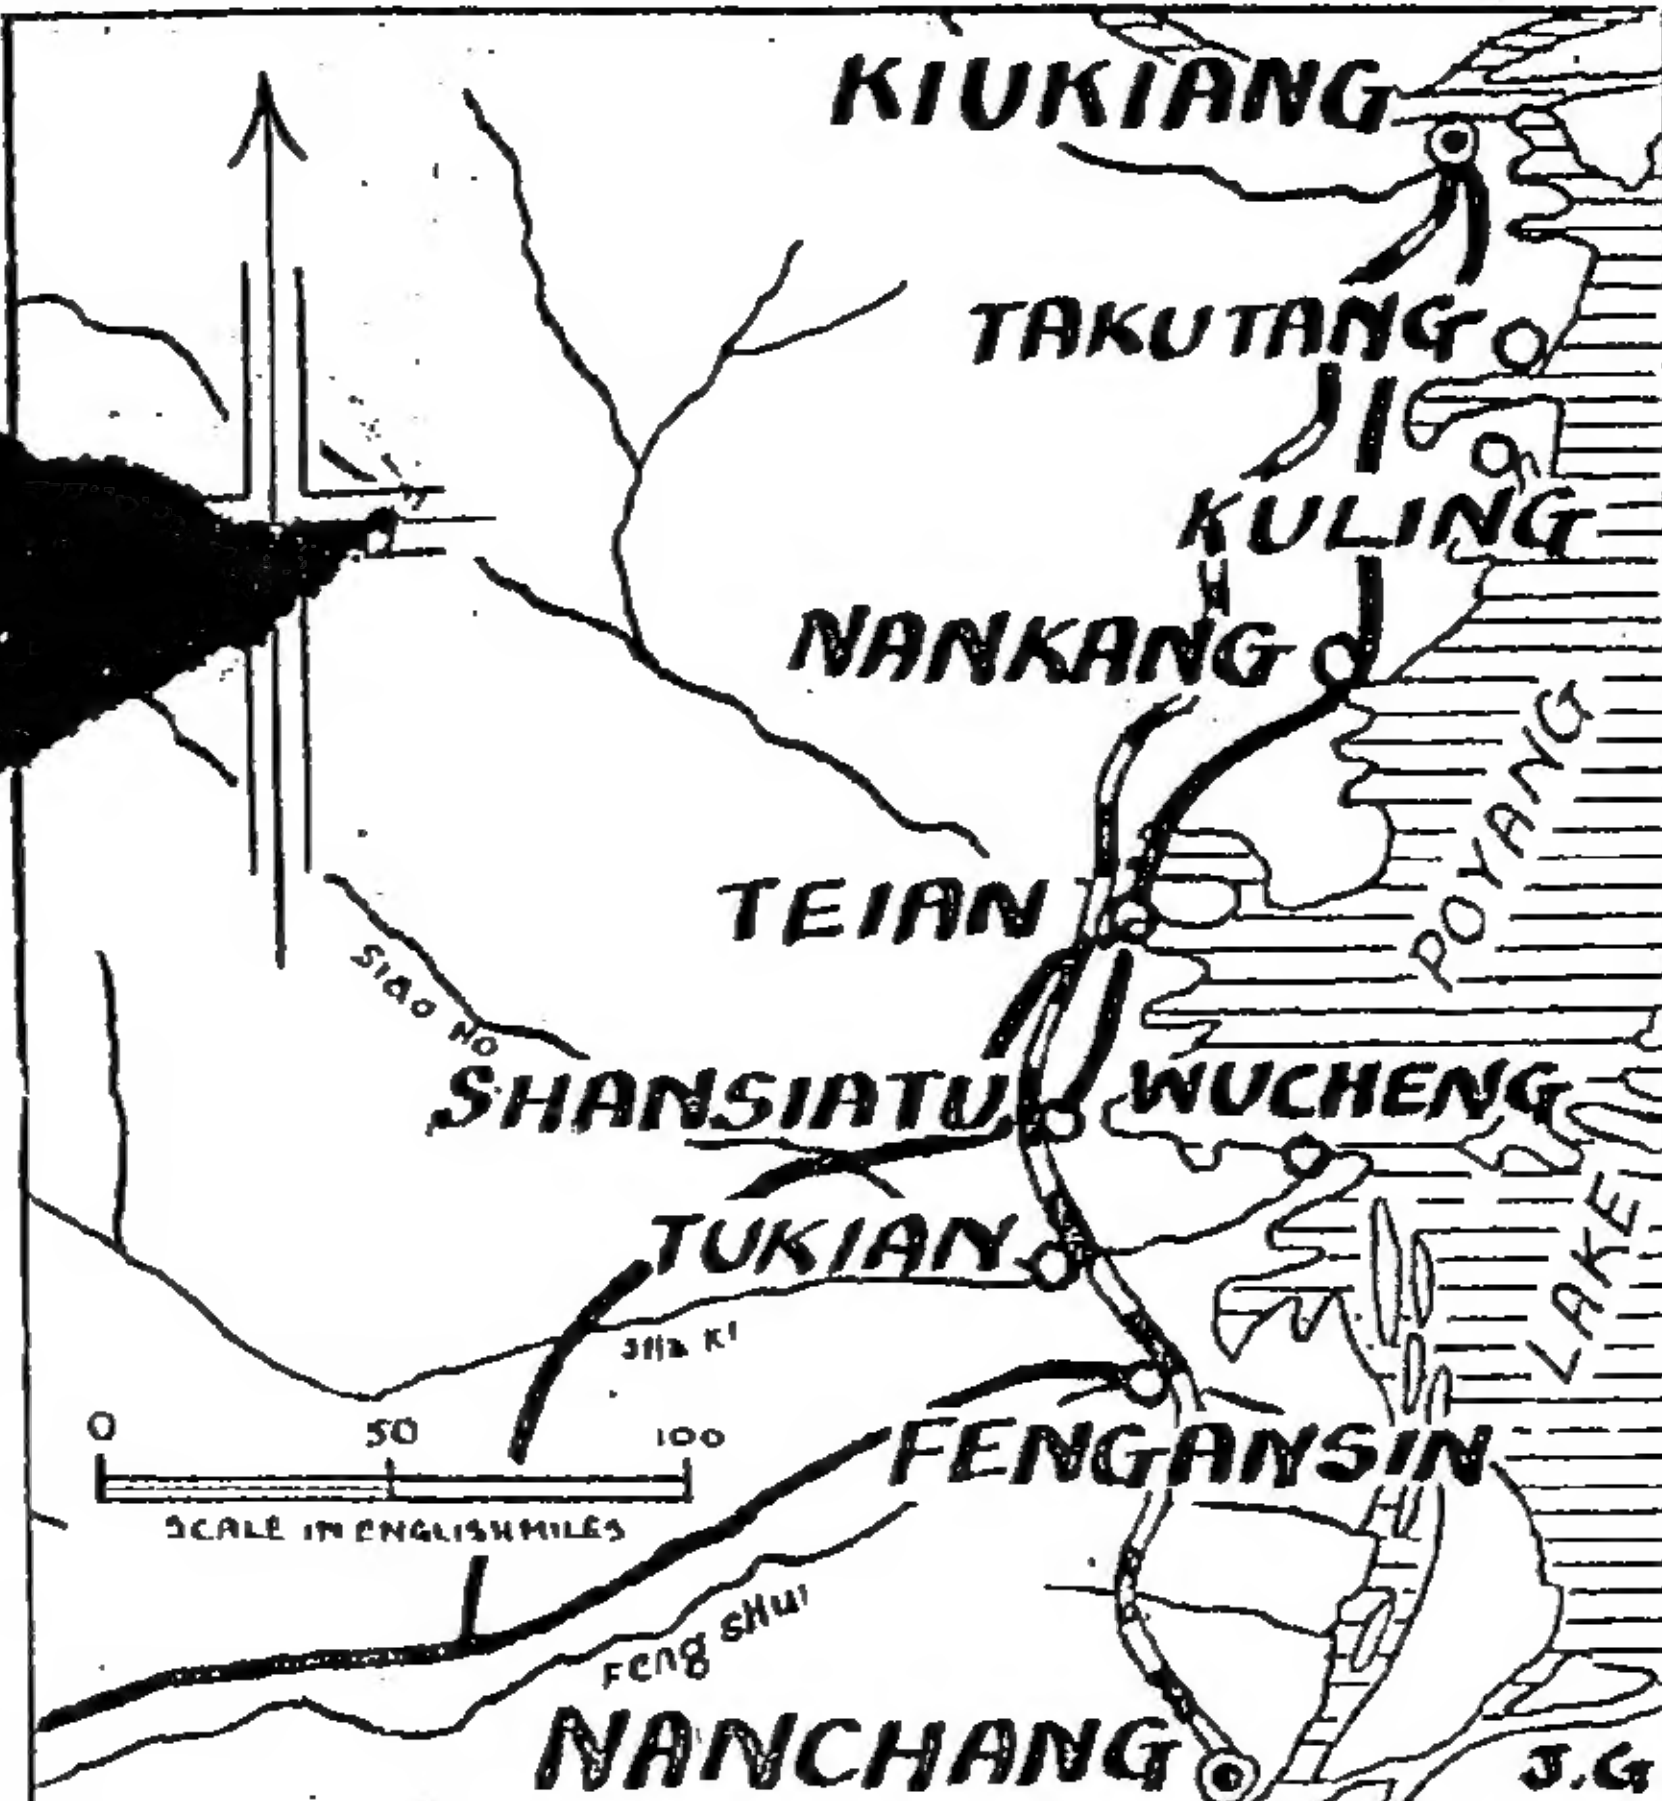 KIUKIANG
TAKUTANG
KULING
NANKANG
POYANG
TEIAN
SIAO HO
SHANSIATU
WUCHENG
LAKE
TUKIAN
0 50 100
SCALE IN ENGLISH MILES
FENGANSIN
Feng SHUI
NANCHANG
J.G